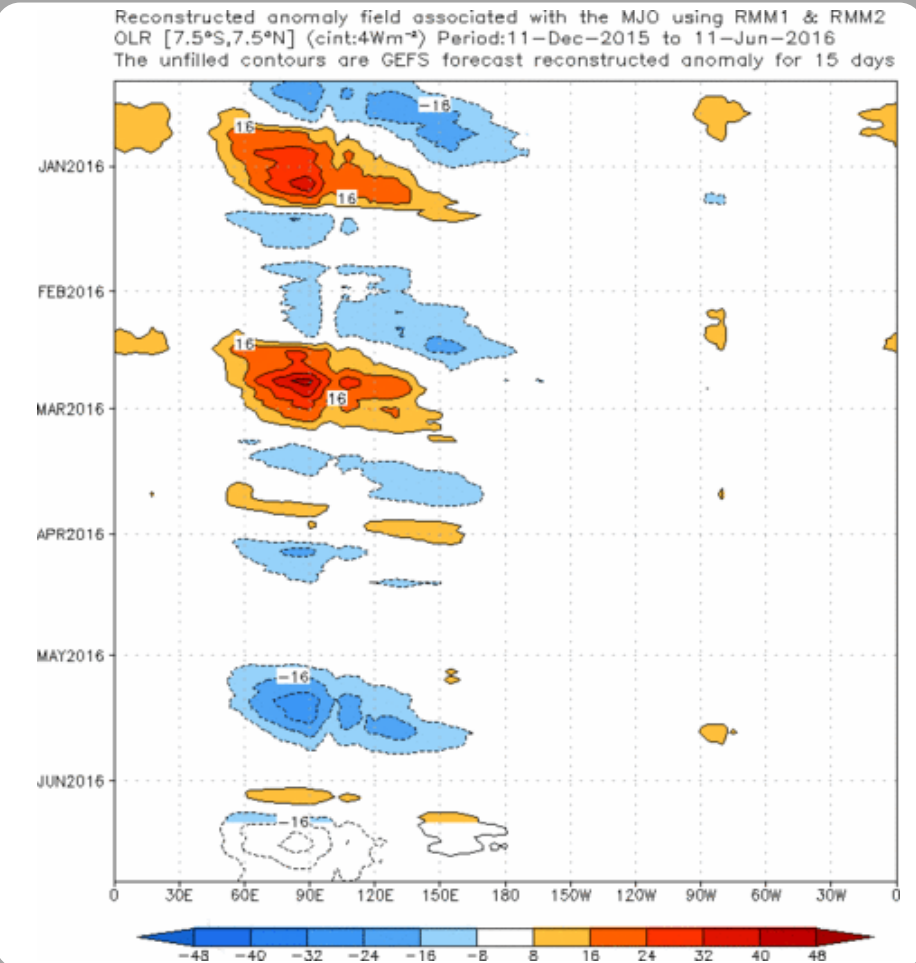 Reconstructed anomaly field associated with the MJO using RMM1 & RMM2
OLR [7.5°S,7.5°N] (cint:4Wm⁻²) Period:11-Dec-2015 to 11-Jun-2016
The unfilled contours are GEFS forecast reconstructed anomaly for 15 days
-16
16
JAN2016
16
FEB2016
16
16
MAR2016
APR2016
MAY2016
-16
JUN2016
-16
0 30E 60E 90E 120E 150E 180 150W 120W 90W 60W 30W 0
-48 -40 -32 -24 -16 -8 8 16 24 32 40 48